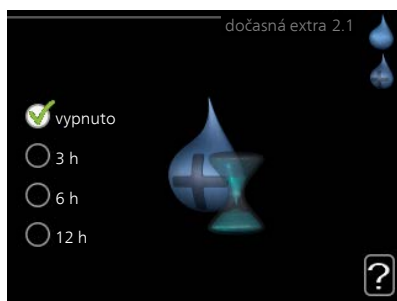 dočasná extra 2.1
vypnuto
3 h
6 h
12 h
?